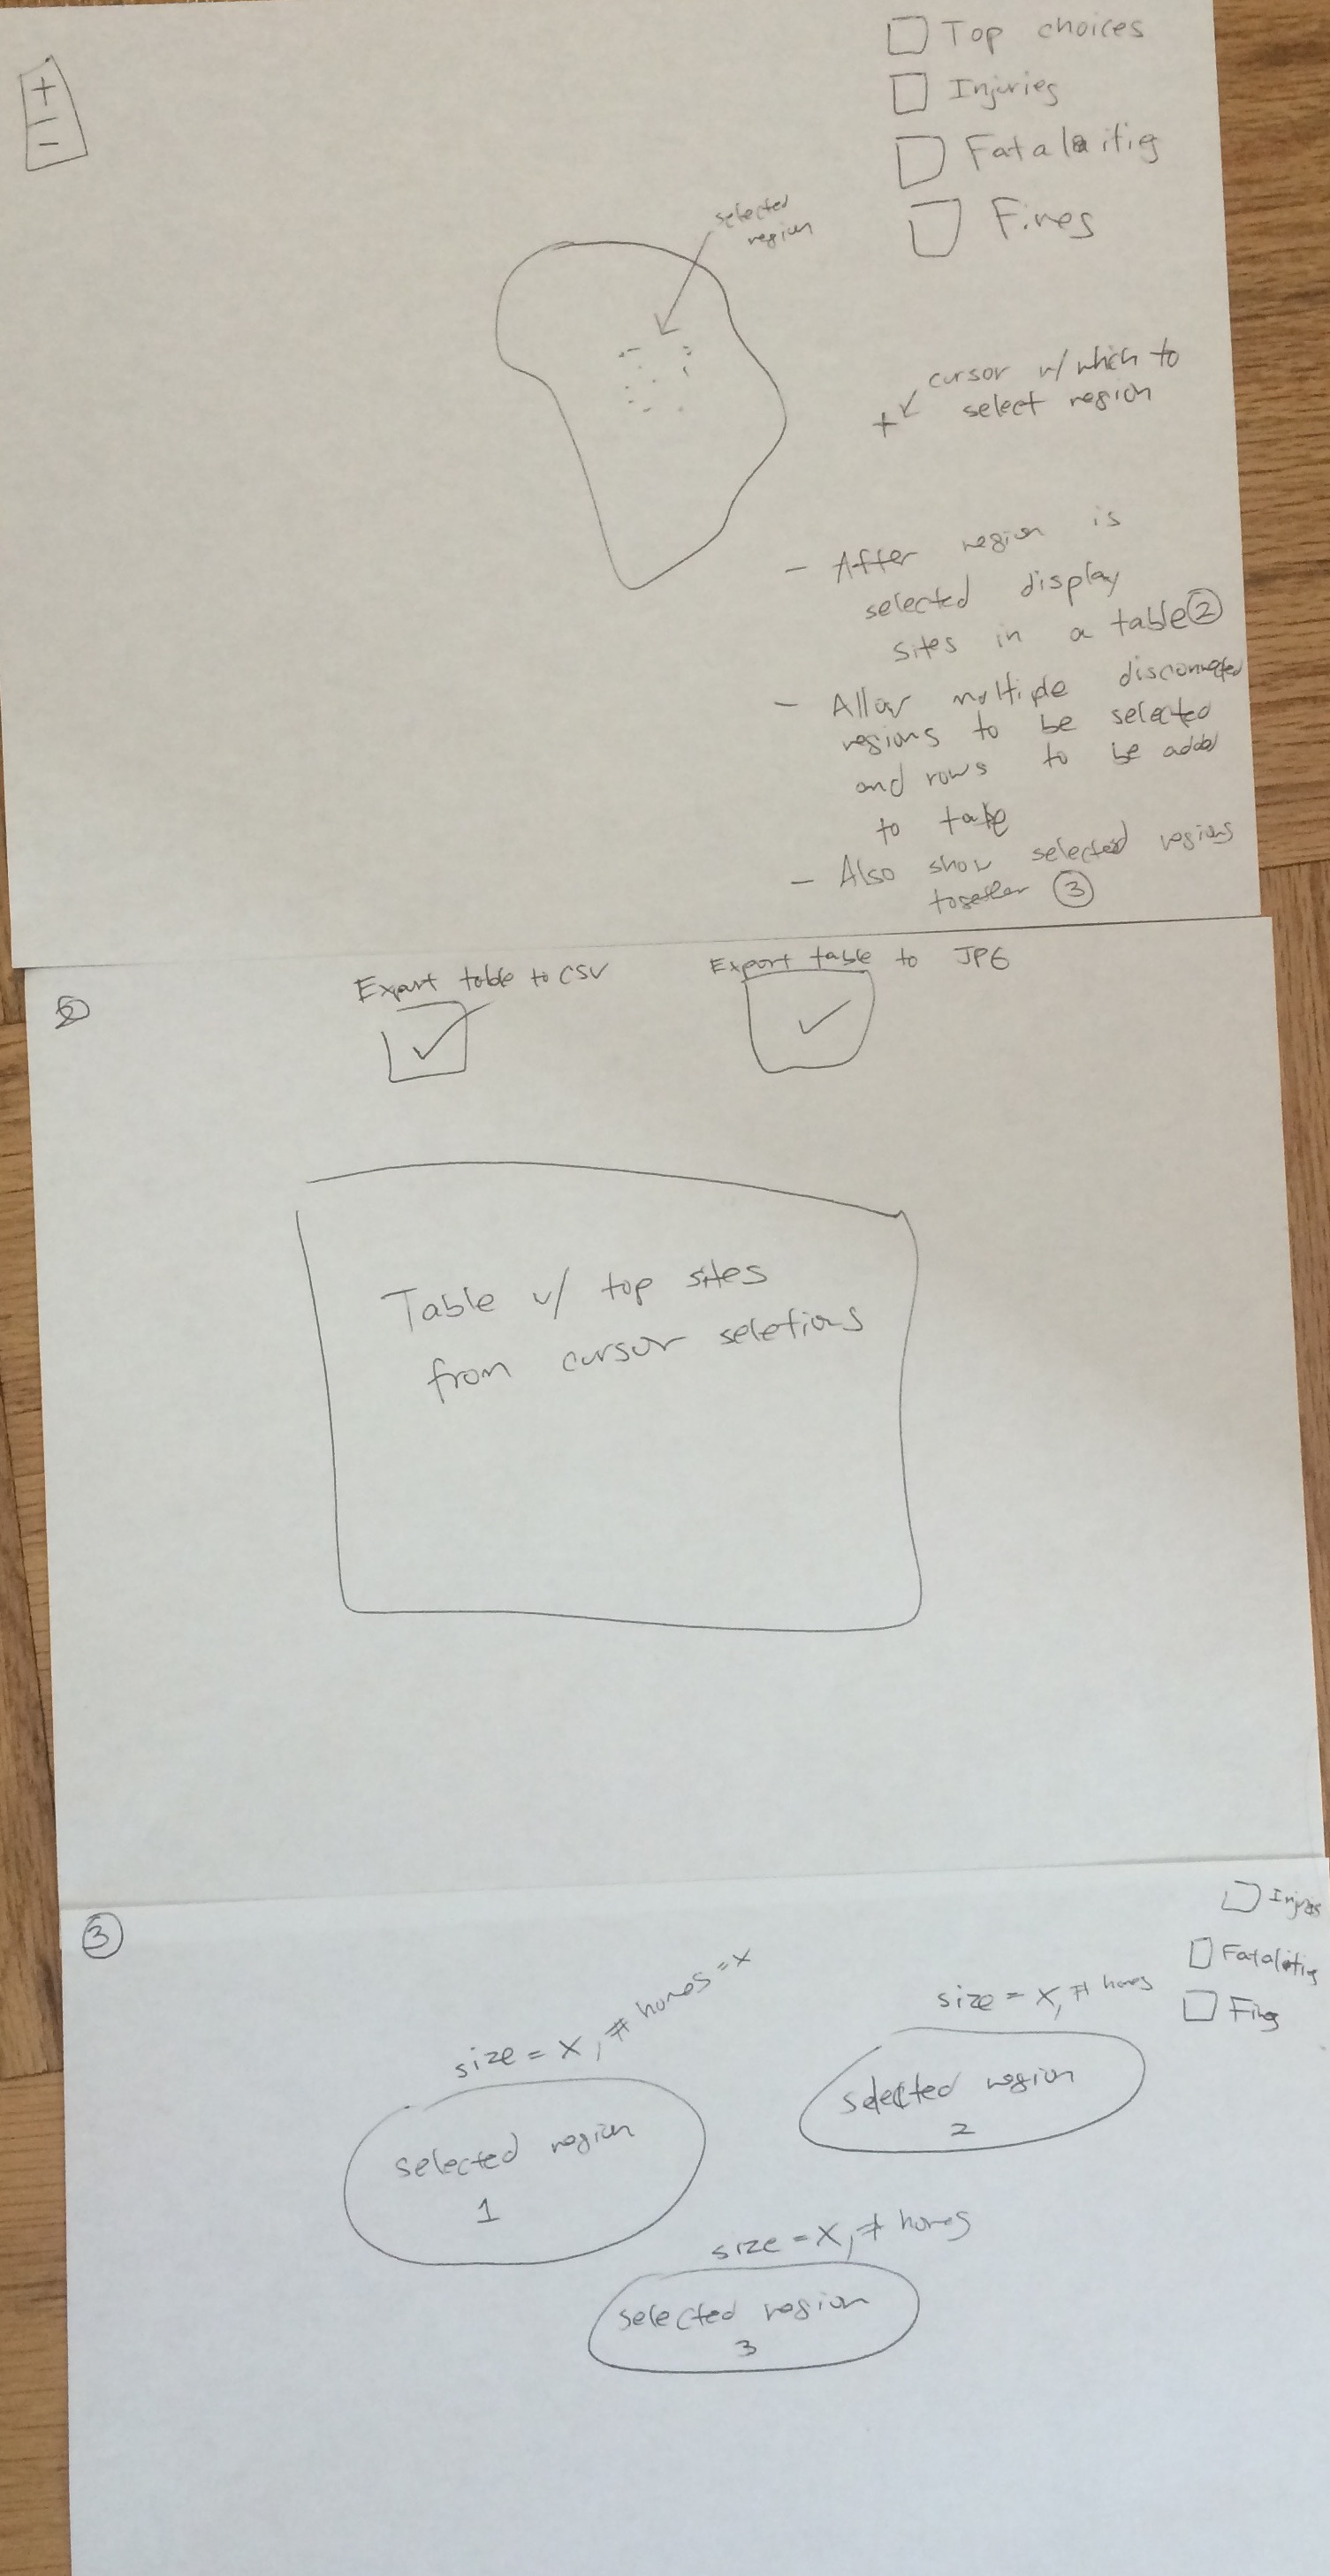 +
-
Top choices
Injuries
Fatalaities
Fires
selected
region
cursor w/ which to
select region
+
- After region is
selected display
sites in a table ②
- Allow multiple disconnected
regions to be selected
and rows to be added
to table
- Also show selected regions
together ③
②
Export table to CSV
Export table to JPG
Table w/ top sites
from cursor seletions
③
Injuries
Fatalities
Fires
size = x, # homes = x
selected region
1
size = x, # homes
selected region
2
size = x, # homes
selected region
3